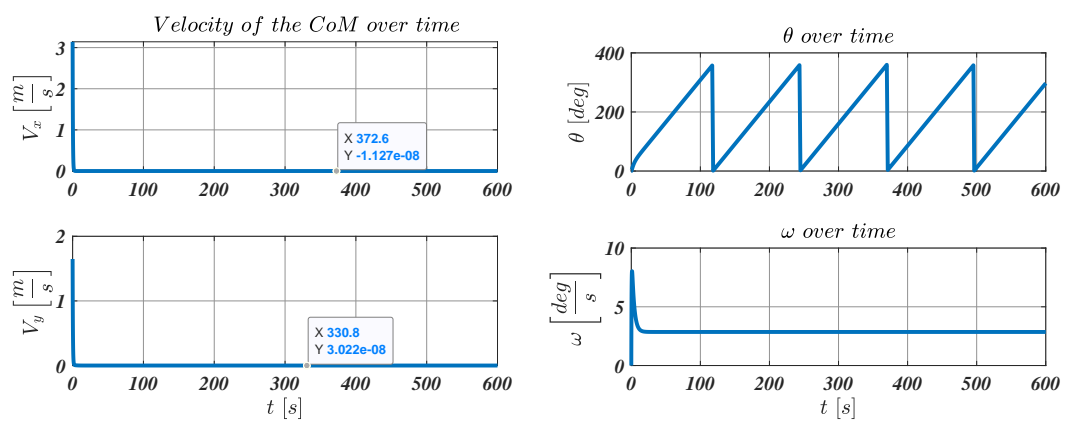 Velocity of the CoM over time
V_x [m/s]
3
2
1
0
0 100 200 300 400 500 600
X 372.6
Y -1.127e-08
V_y [m/s]
2
1
0
0 100 200 300 400 500 600
X 330.8
Y 3.022e-08
t [s]
θ over time
θ [deg]
400
200
0
0 100 200 300 400 500 600
ω over time
ω [deg/s]
10
5
0
0 100 200 300 400 500 600
t [s]